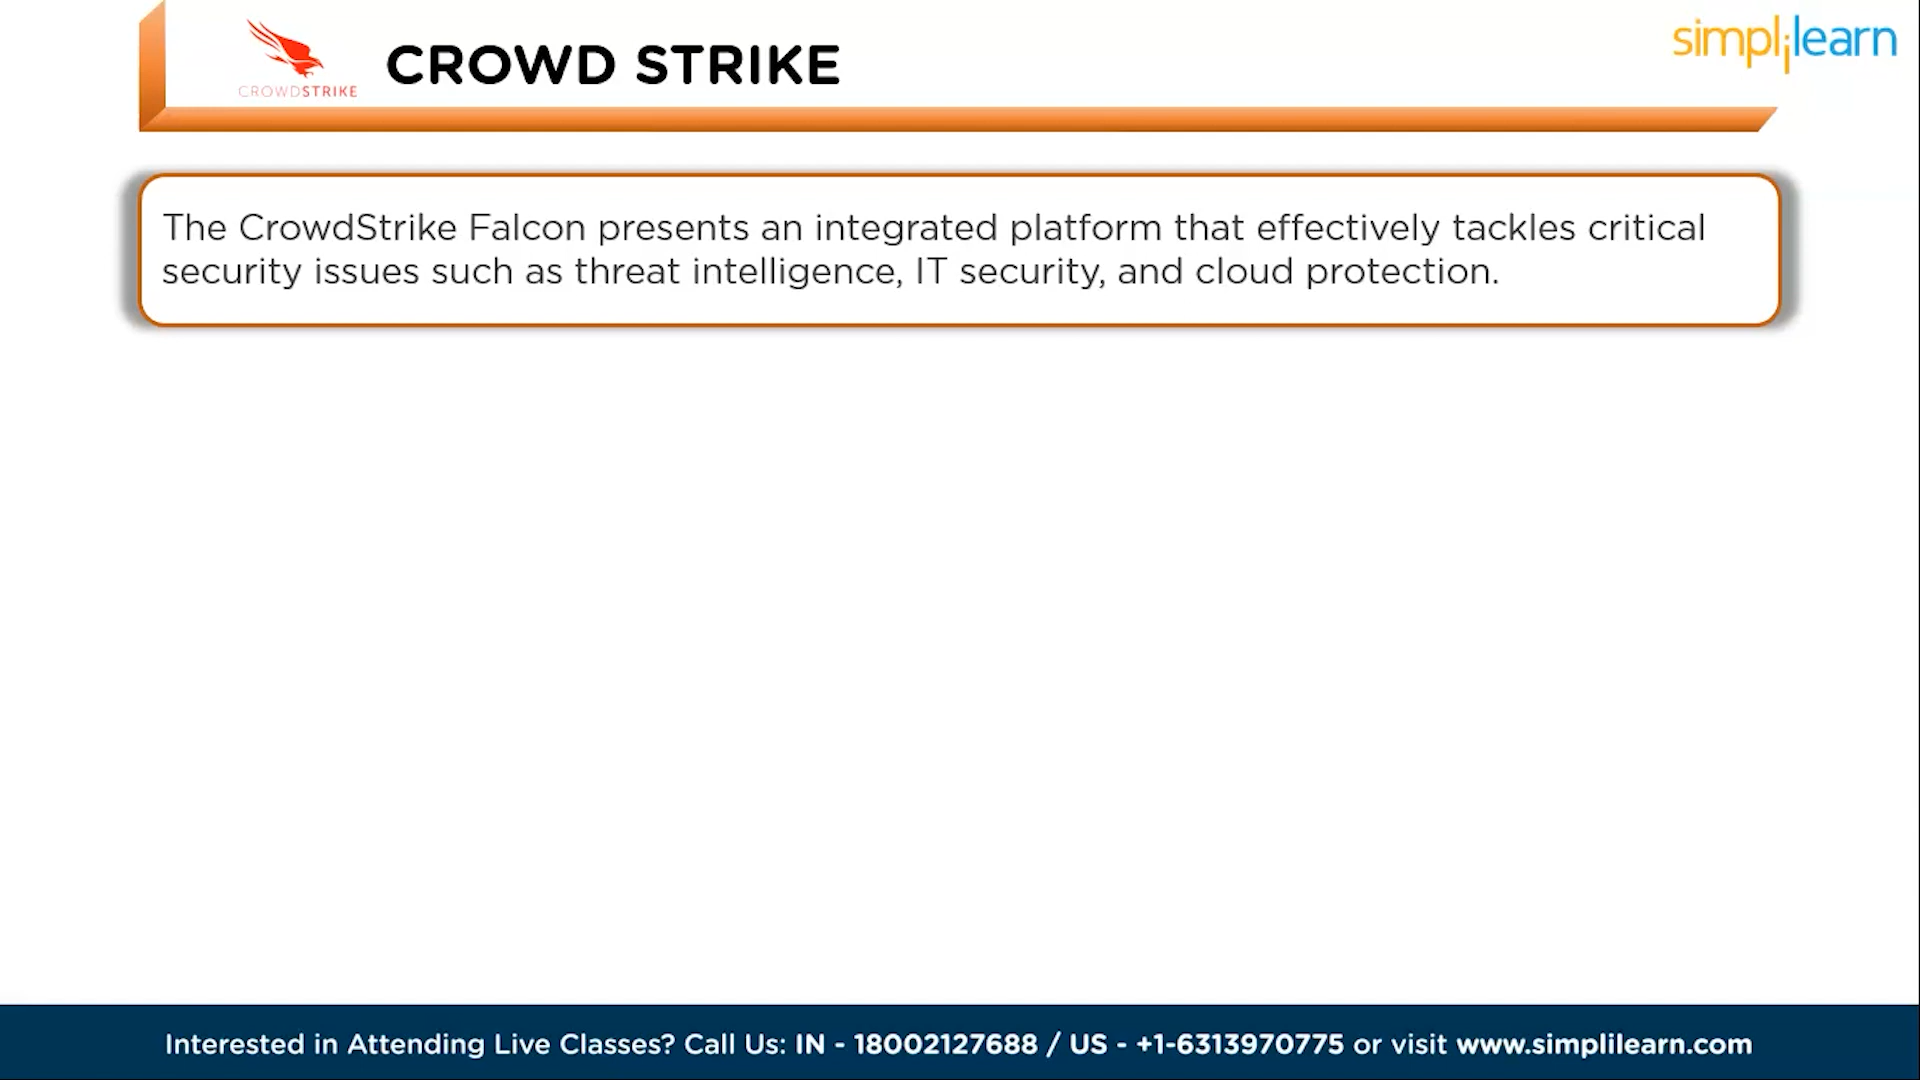 CROWDSTRIKE
CROWD STRIKE
simplilearn
The CrowdStrike Falcon presents an integrated platform that effectively tackles critical
security issues such as threat intelligence, IT security, and cloud protection.
Interested in Attending Live Classes? Call Us: IN - 18002127688 / US - +1-6313970775 or visit www.simplilearn.com